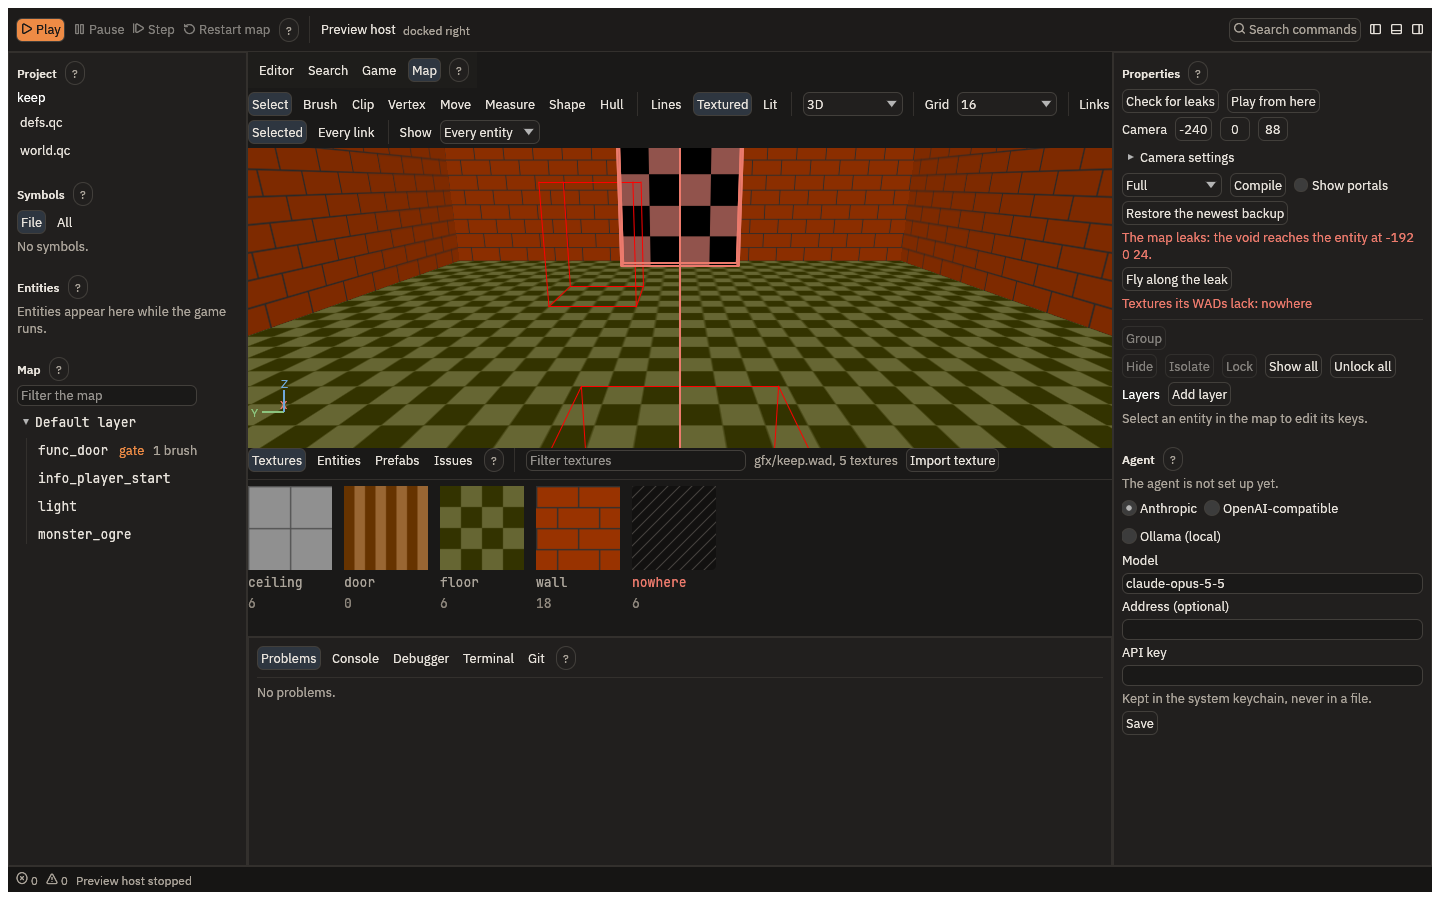 Play Pause Step Restart map ? Preview host docked right Search commands
Project ?
keep
defs.qc
world.qc
Symbols ?
File All
No symbols.
Entities ?
Entities appear here while the game
runs.
Map ?
Filter the map
Default layer
func_door gate 1 brush
info_player_start
light
monster_ogre
Editor Search Game Map ?
Select Brush Clip Vertex Move Measure Shape Hull Lines Textured Lit 3D Grid 16 Links
Selected Every link Show Every entity
Z
Y X
Textures Entities Prefabs Issues ? Filter textures gfx/keep.wad, 5 textures Import texture
ceiling door floor wall nowhere
6 0 6 18 6
Problems Console Debugger Terminal Git ?
No problems.
Properties ?
Check for leaks Play from here
Camera -240 0 88
Camera settings
Full Compile Show portals
Restore the newest backup
The map leaks: the void reaches the entity at -192
0 24.
Fly along the leak
Textures its WADs lack: nowhere
Group
Hide Isolate Lock Show all Unlock all
Layers Add layer
Select an entity in the map to edit its keys.
Agent ?
The agent is not set up yet.
Anthropic OpenAI-compatible
Ollama (local)
Model
claude-opus-5-5
Address (optional)
API key
Kept in the system keychain, never in a file.
Save
0 0 Preview host stopped